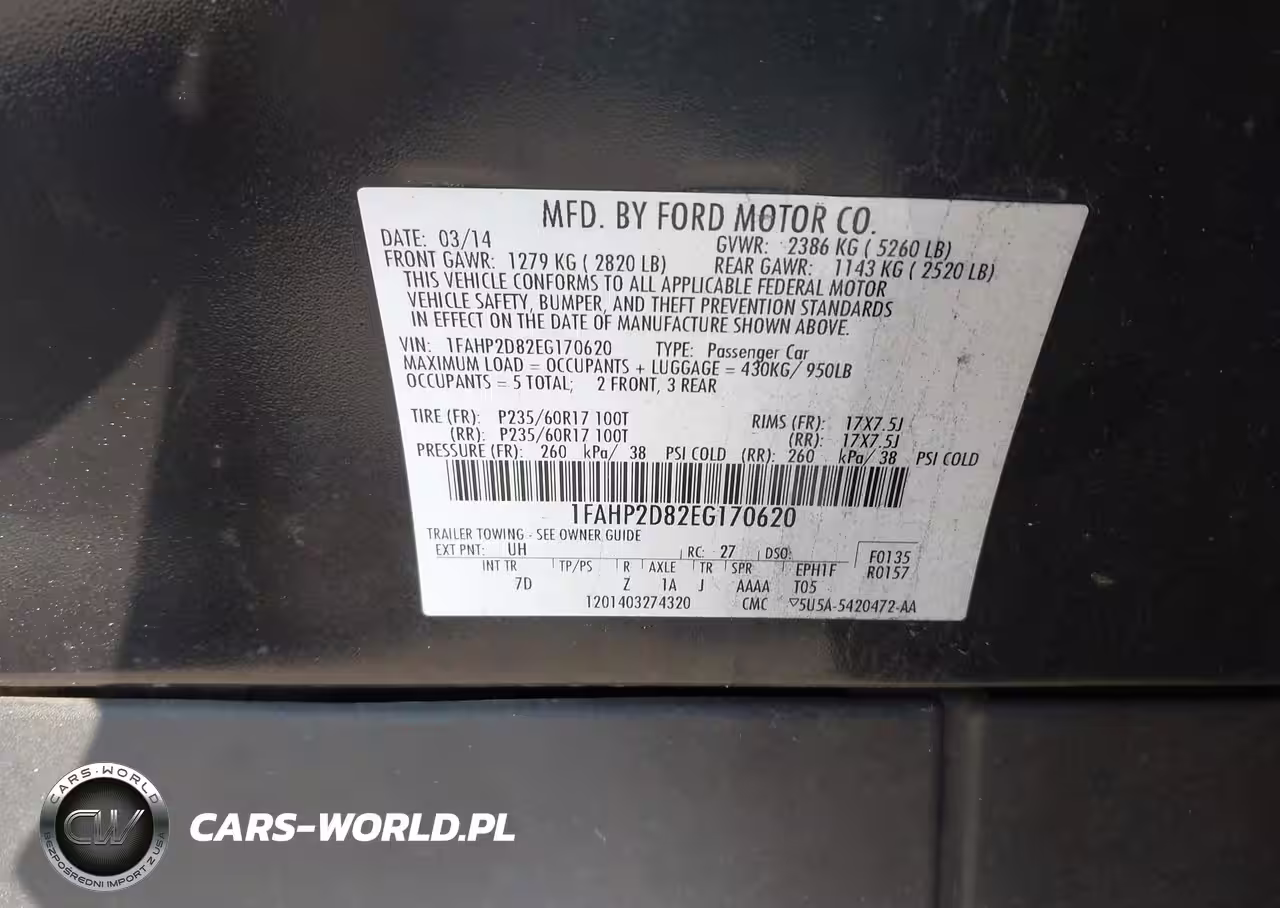 MFD. BY FORD MOTOR CO.
DATE: 03/14 GVWR: 2386 KG ( 5260 LB)
FRONT GAWR: 1279 KG ( 2820 LB) REAR GAWR: 1143 KG ( 2520 LB)
THIS VEHICLE CONFORMS TO ALL APPLICABLE FEDERAL MOTOR
VEHICLE SAFETY, BUMPER, AND THEFT PREVENTION STANDARDS
IN EFFECT ON THE DATE OF MANUFACTURE SHOWN ABOVE.
VIN: 1FAHP2D82EG170620 TYPE: Passenger Car
MAXIMUM LOAD = OCCUPANTS + LUGGAGE = 430KG/ 950LB
OCCUPANTS = 5 TOTAL; 2 FRONT, 3 REAR
TIRE (FR): P235/60R17 100T RIMS (FR): 17X7.5J
(RR): P235/60R17 100T (RR): 17X7.5J
PRESSURE (FR): 260 kPa/ 38 PSI COLD (RR): 260 kPa/ 38 PSI COLD
1FAHP2D82EG170620
TRAILER TOWING - SEE OWNER GUIDE
EXT PNT: UH RC: 27 DSO: F0135
INT TR TP/PS R AXLE TR SPR EPH1F R0157
7D Z 1A J AAAA T05
1201403274320 CMC ▽5U5A-5420472-AA
CARS-WORLD
CW
BEZPOŚREDNI IMPORT Z USA
CARS-WORLD.PL